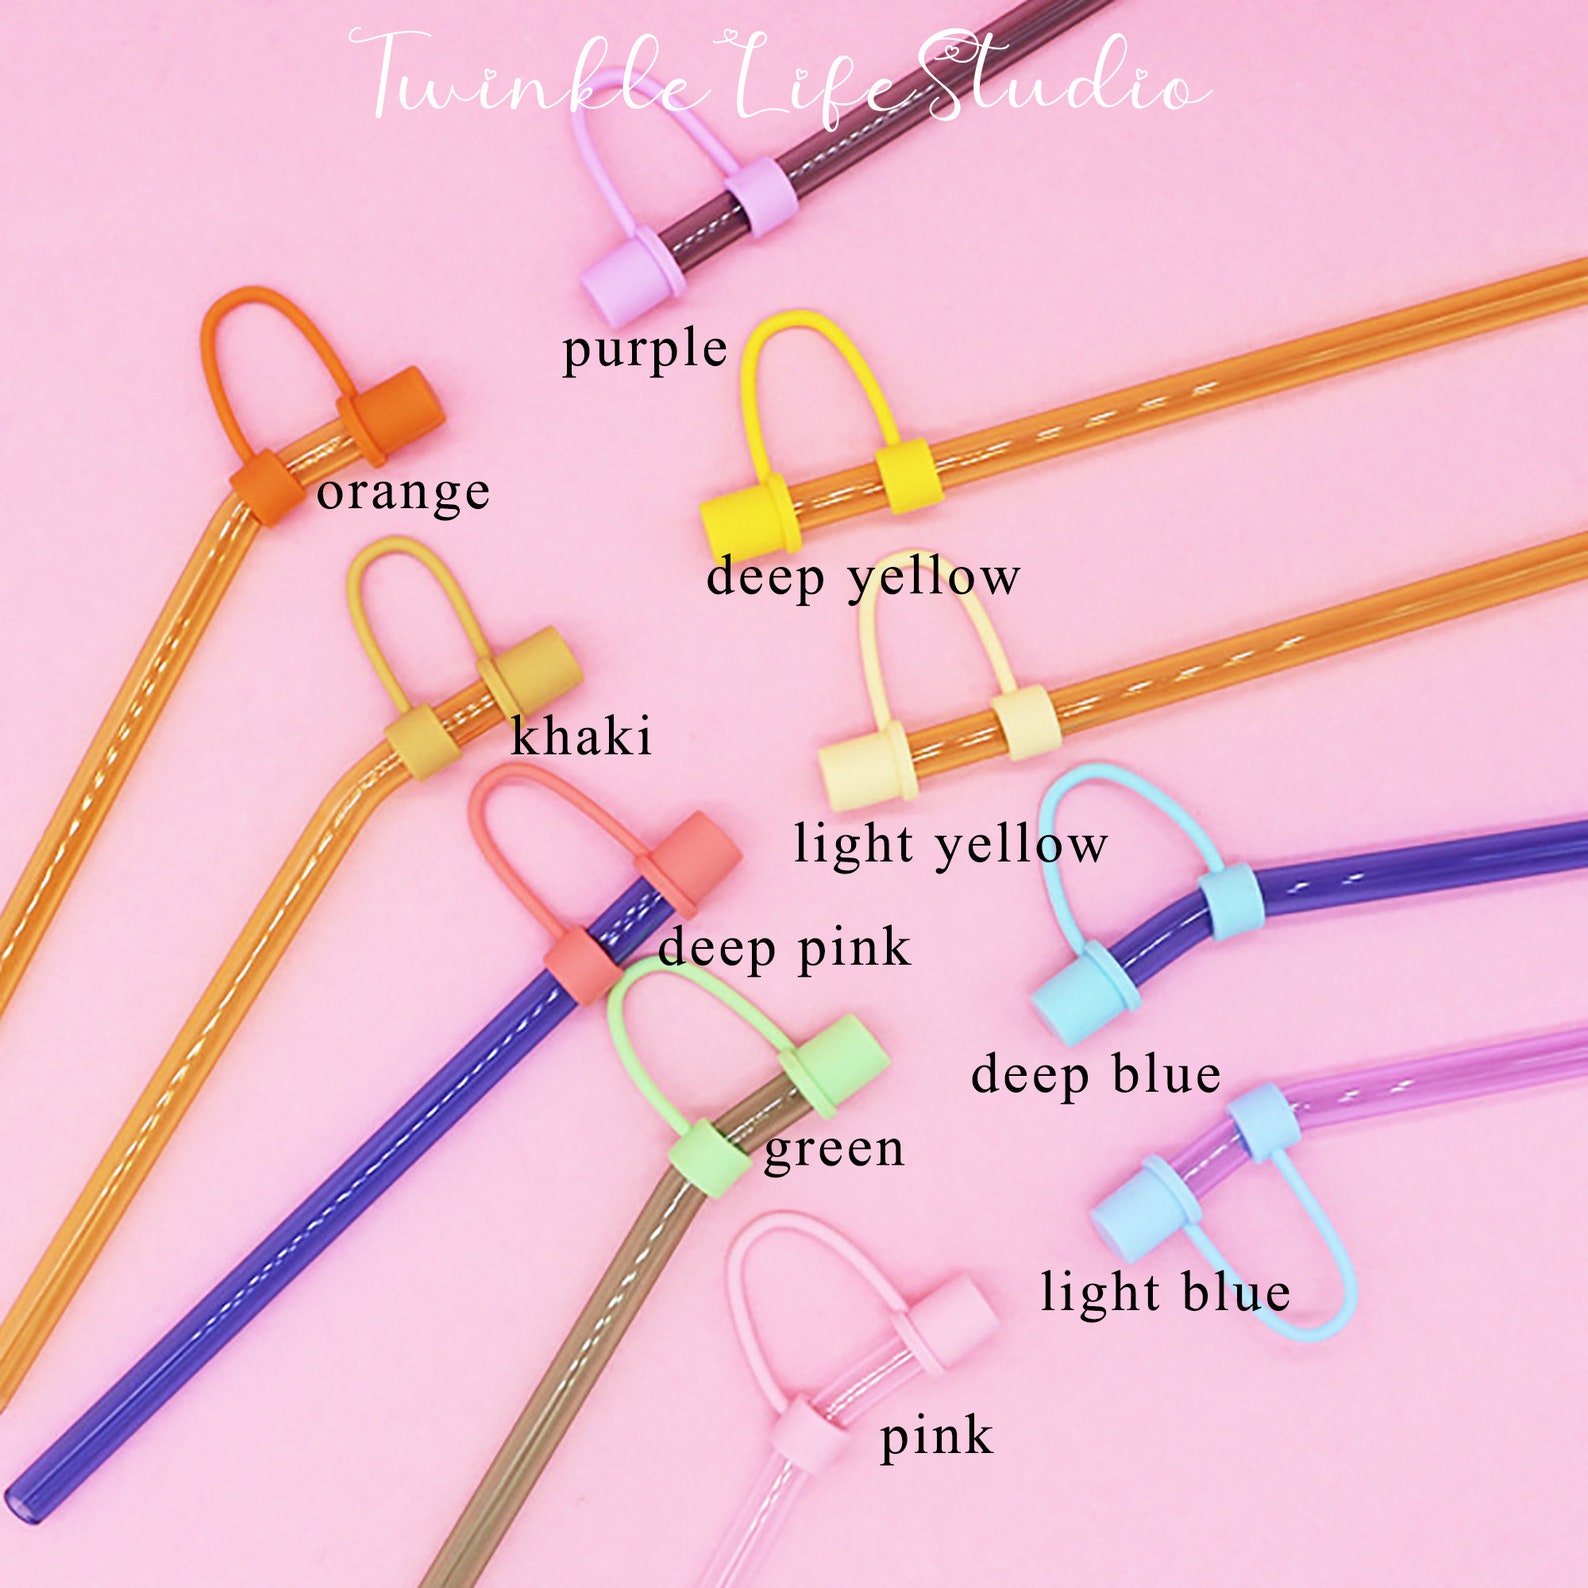 Twinkle Life Studio
purple
orange
deep yellow
khaki
light yellow
deep pink
deep blue
green
light blue
pink